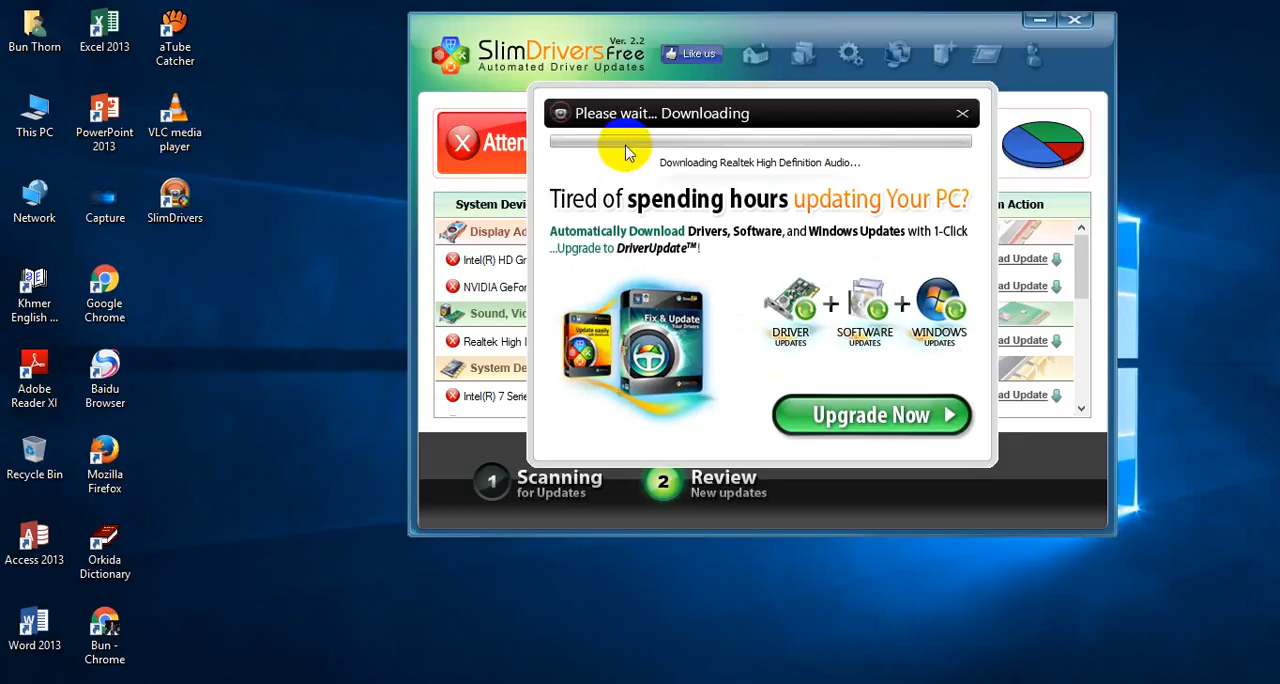 Bun Thorn
Excel 2013
aTube
Catcher
This PC
PowerPoint
2013
VLC media
player
Network
Capture
SlimDrivers
Khmer
English ...
Google
Chrome
Adobe
Reader XI
Baidu
Browser
Recycle Bin
Mozilla
Firefox
Access 2013
Orkida
Dictionary
Word 2013
Bun -
Chrome
SlimDrivers Free Ver. 2.2
Automated Driver Updates
Like us
Please wait... Downloading
Downloading Realtek High Definition Audio...
Tired of spending hours updating Your PC?
Automatically Download Drivers, Software, and Windows Updates with 1-Click
...Upgrade to DriverUpdate™!
Fix & Update
Your Drivers
DRIVER
UPDATES
+
SOFTWARE
UPDATES
+
WINDOWS
UPDATES
Upgrade Now
Atten
System Devi
n Action
Display Ad
Intel(R) HD Gr
ad Update
NVIDIA GeFor
ad Update
Sound, Vic
Realtek High I
ad Update
System De
Intel(R) 7 Serie
ad Update
1 Scanning
for Updates
2 Review
New updates